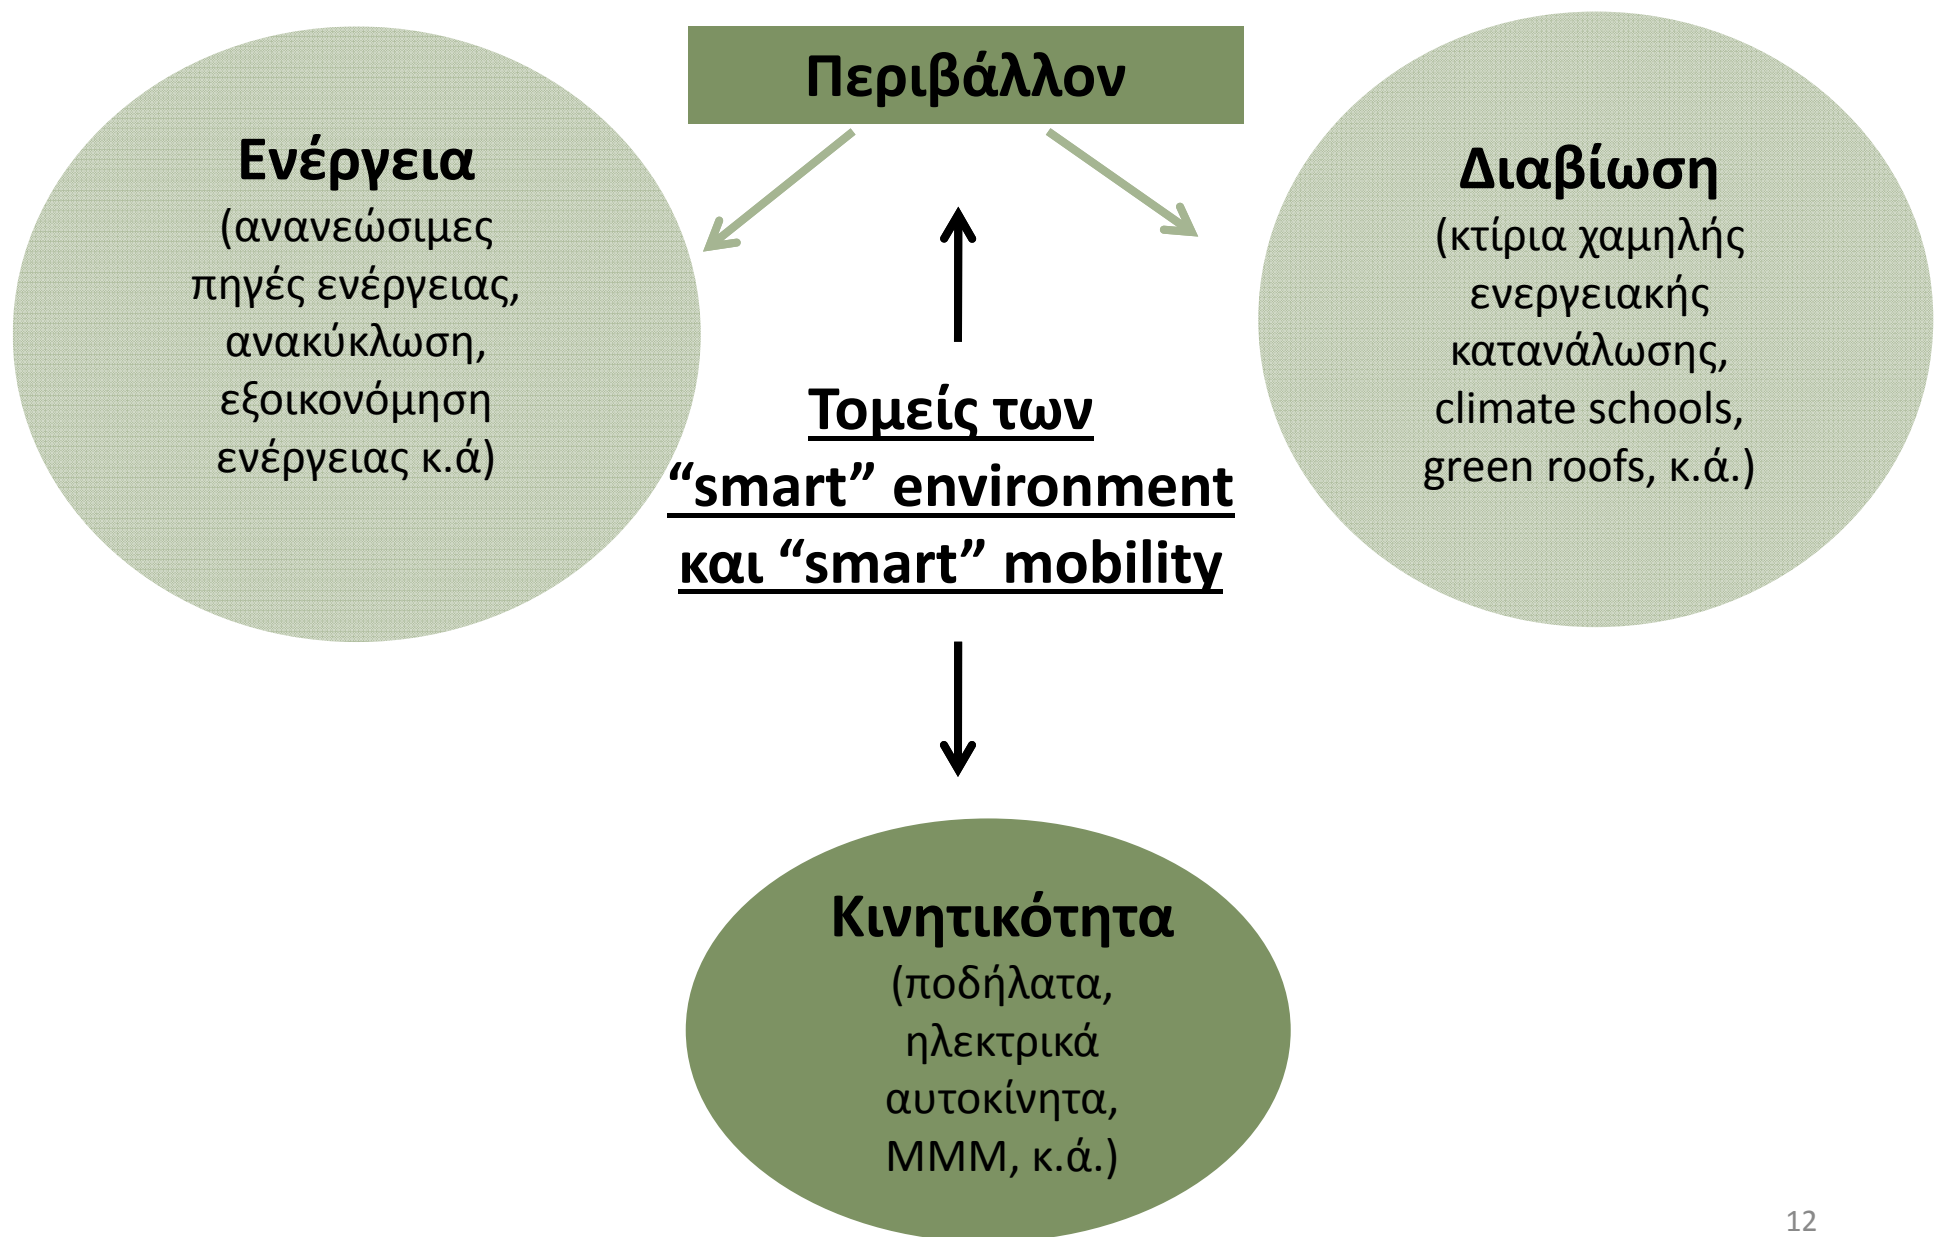 Περιβάλλον
Ενέργεια
(ανανεώσιμες
πηγές ενέργειας,
ανακύκλωση,
εξοικονόμηση
ενέργειας κ.ά)
Διαβίωση
(κτίρια χαμηλής
ενεργειακής
κατανάλωσης,
climate schools,
green roofs, κ.ά.)
Τομείς των
“smart” environment
και “smart” mobility
Κινητικότητα
(ποδήλατα,
ηλεκτρικά
αυτοκίνητα,
ΜΜΜ, κ.ά.)
12